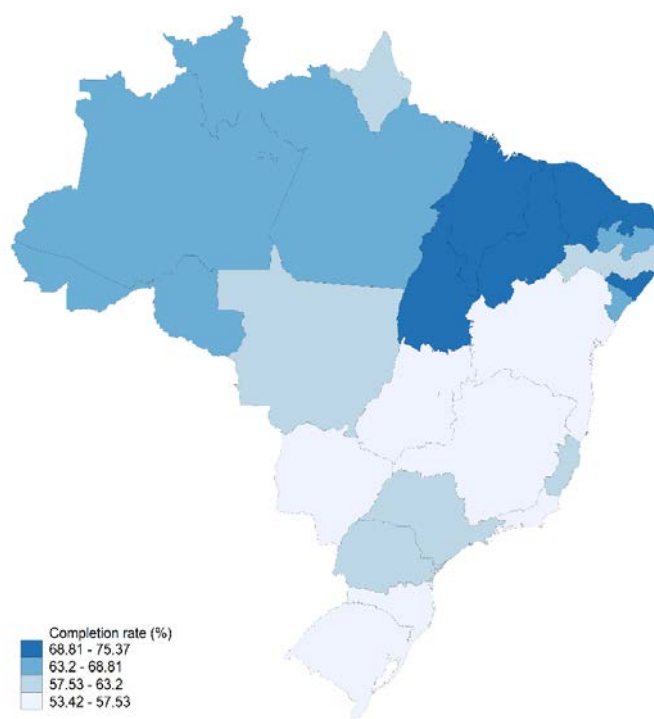 Completion rate (%)
68.81 - 75.37
63.2 - 68.81
57.53 - 63.2
53.42 - 57.53